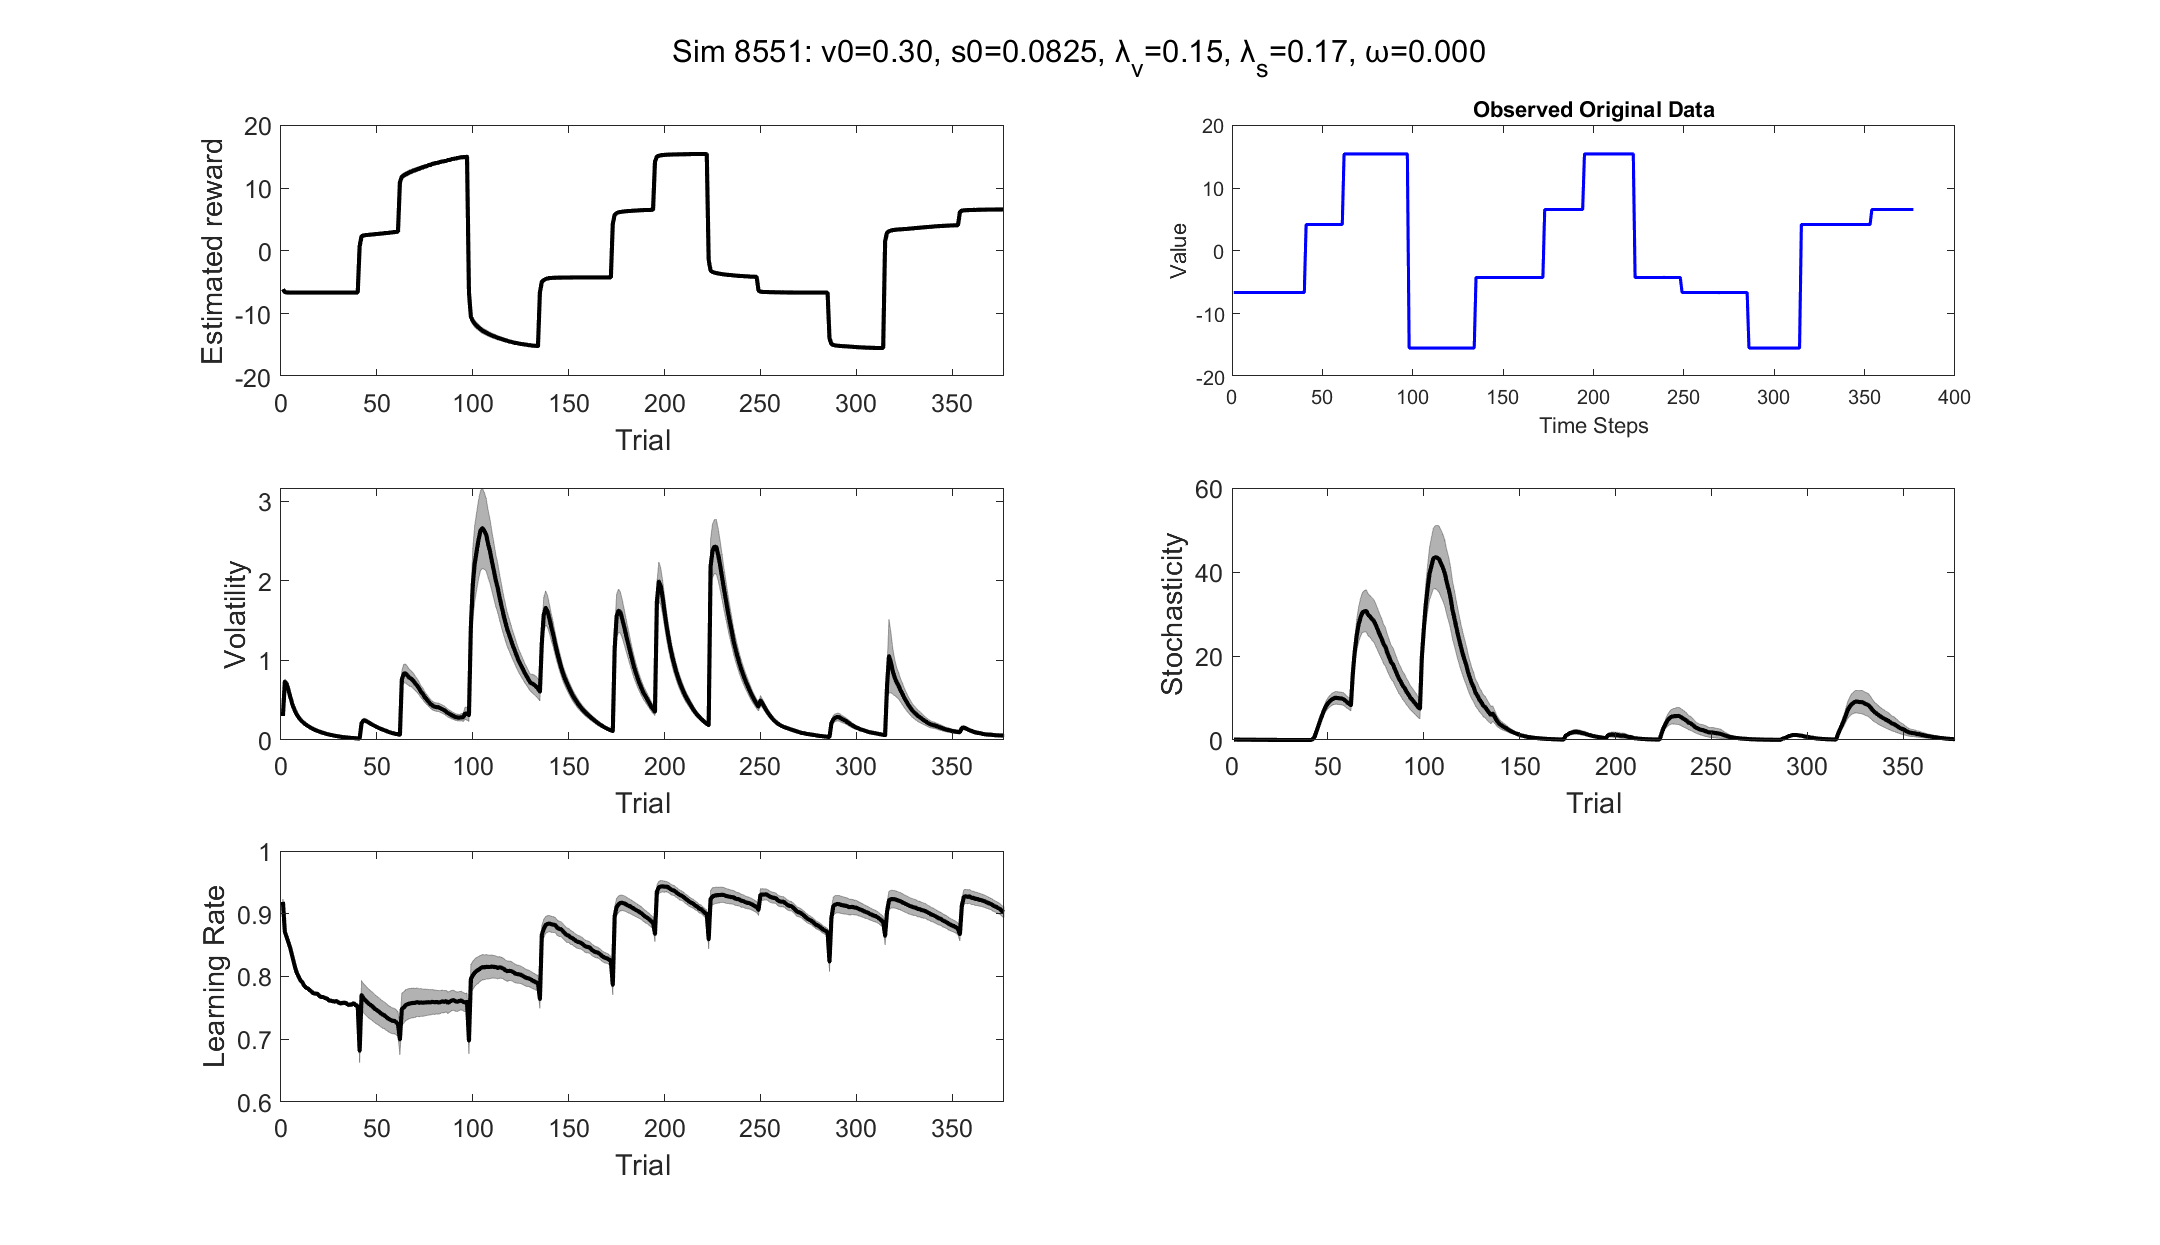 Sim 8551: v0=0.30, s0=0.0825, λv=0.15, λs=0.17, ω=0.000
Estimated reward
20
10
0
-10
-20
0 50 100 150 200 250 300 350
Trial
Observed Original Data
Value
20
10
0
-10
-20
0 50 100 150 200 250 300 350 400
Time Steps
Volatility
3
2
1
0
0 50 100 150 200 250 300 350
Trial
Stochasticity
60
40
20
0
0 50 100 150 200 250 300 350
Trial
Learning Rate
1
0.9
0.8
0.7
0.6
0 50 100 150 200 250 300 350
Trial